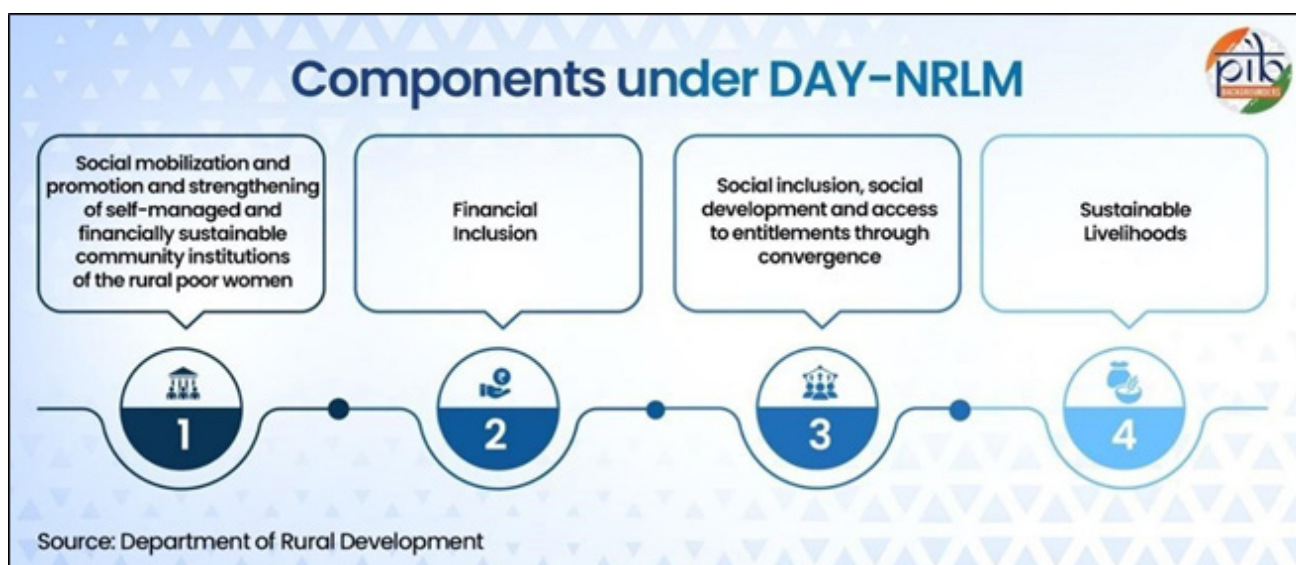 Components under DAY-NRLM
pib
BACKGROUNDERS
Social mobilization and
promotion and strengthening
of self-managed and
financially sustainable
community institutions
of the rural poor women
Financial
Inclusion
Social inclusion, social
development and access
to entitlements through
convergence
Sustainable
Livelihoods
1
2
3
4
Source: Department of Rural Development